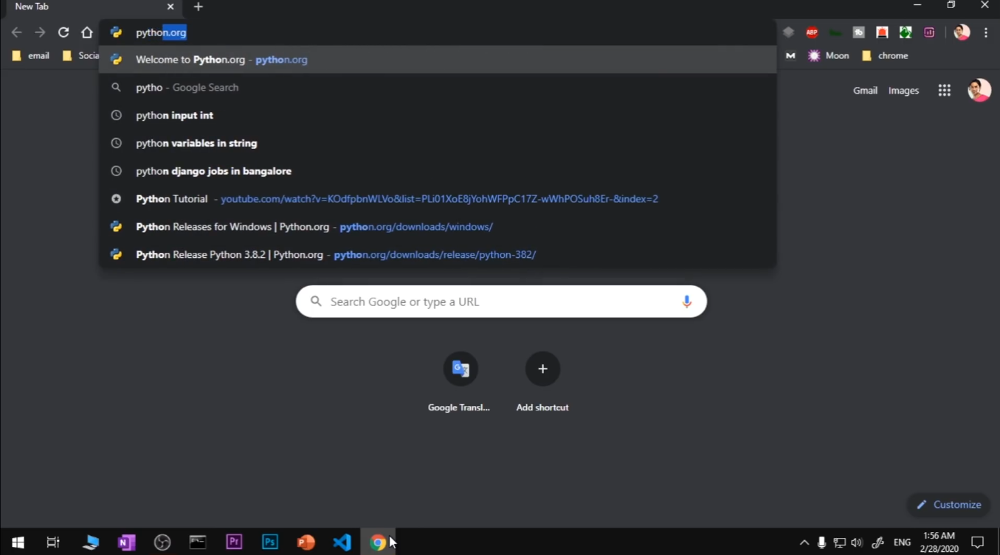 New Tab
python.org
email
Socia
Welcome to Python.org - python.org
pytho - Google Search
python input int
python variables in string
python django jobs in bangalore
Python Tutorial - youtube.com/watch?v=KOdfpbnWLVo&list=PLi01XoE8jYohWFPpC17Z-wWhPOSuh8Er-&index=2
Python Releases for Windows | Python.org - python.org/downloads/windows/
Python Release Python 3.8.2 | Python.org - python.org/downloads/release/python-382/
ABP
M
Moon
chrome
Gmail
Images
Search Google or type a URL
Google Transl...
Add shortcut
Customize
N
Pr
Ps
P
ENG
1:56 AM
2/28/2020